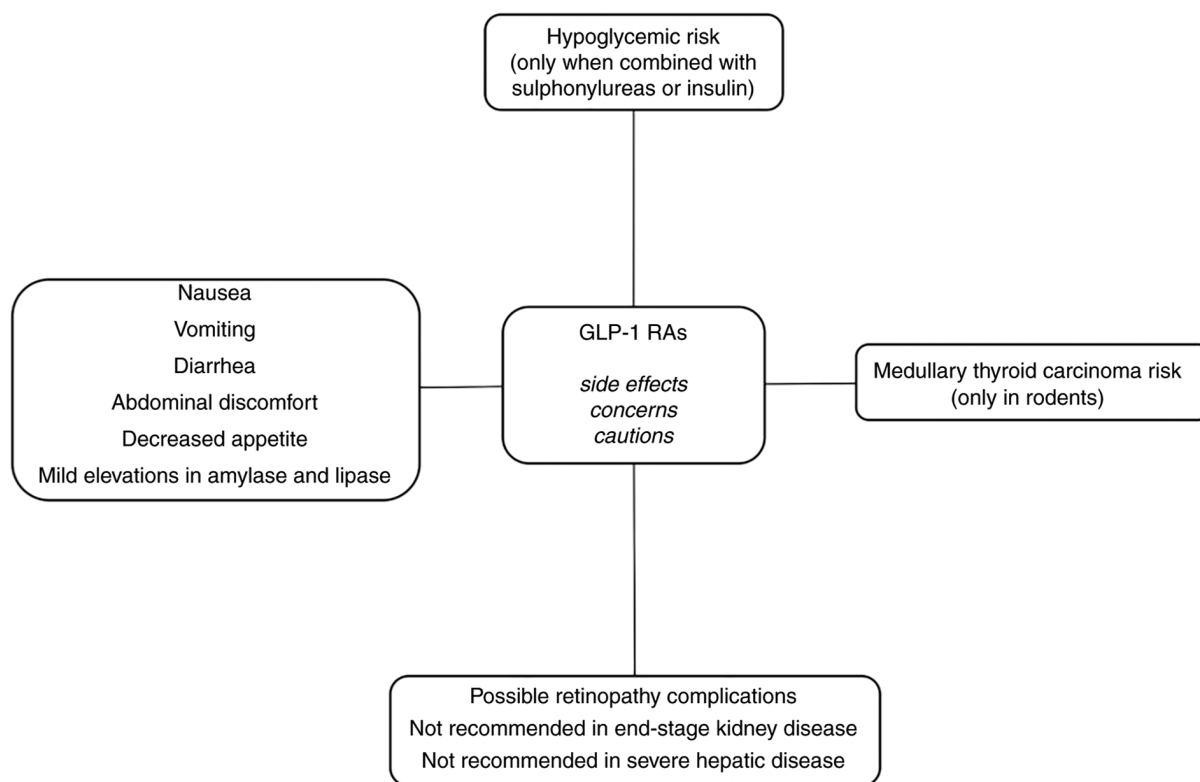 Hypoglycemic risk
(only when combined with
sulphonylureas or insulin)
Nausea
Vomiting
Diarrhea
Abdominal discomfort
Decreased appetite
Mild elevations in amylase and lipase
GLP-1 RAs
side effects
concerns
cautions
Medullary thyroid carcinoma risk
(only in rodents)
Possible retinopathy complications
Not recommended in end-stage kidney disease
Not recommended in severe hepatic disease